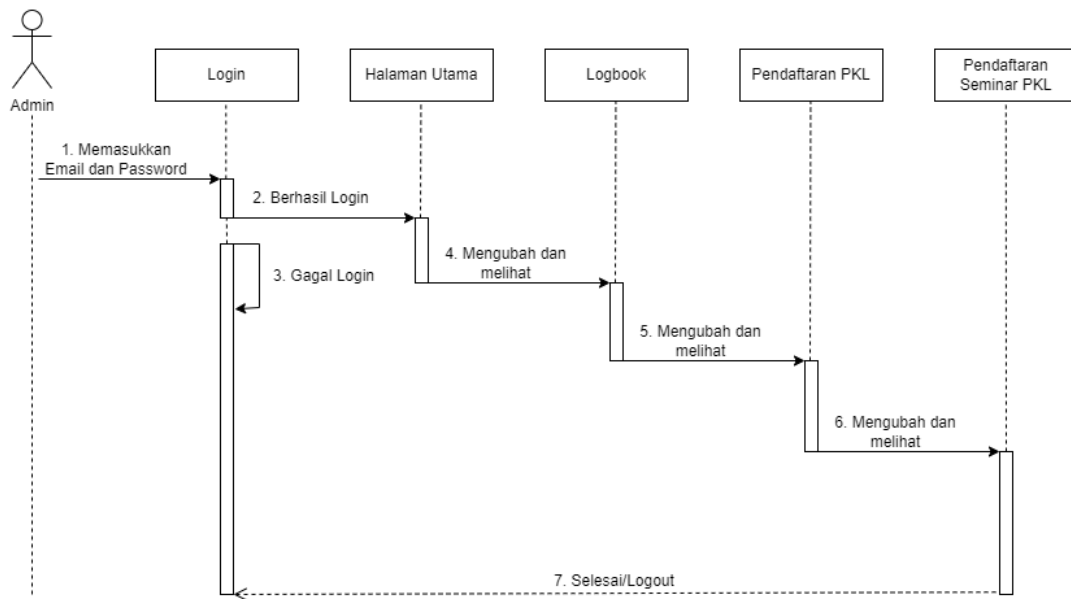 Admin
Login
Halaman Utama
Logbook
Pendaftaran PKL
Pendaftaran
Seminar PKL
1. Memasukkan
Email dan Password
2. Berhasil Login
3. Gagal Login
4. Mengubah dan
melihat
5. Mengubah dan
melihat
6. Mengubah dan
melihat
7. Selesai/Logout